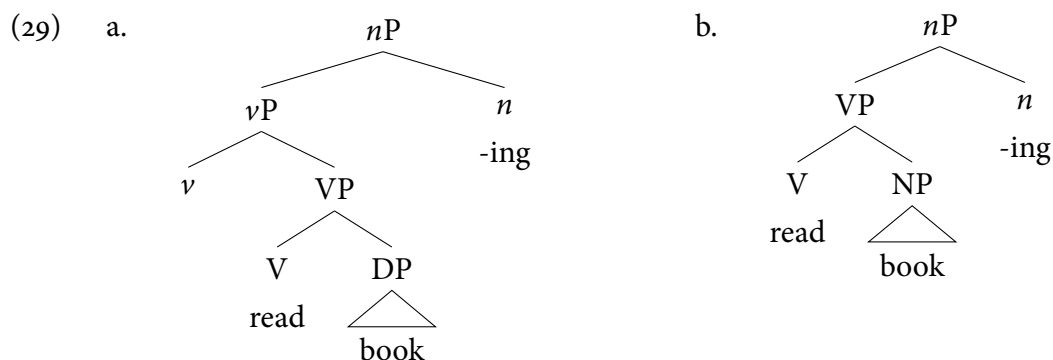 (29) a. nP b. nP
vP n VP n
-ing -ing
v VP V NP
read book
V DP
read book